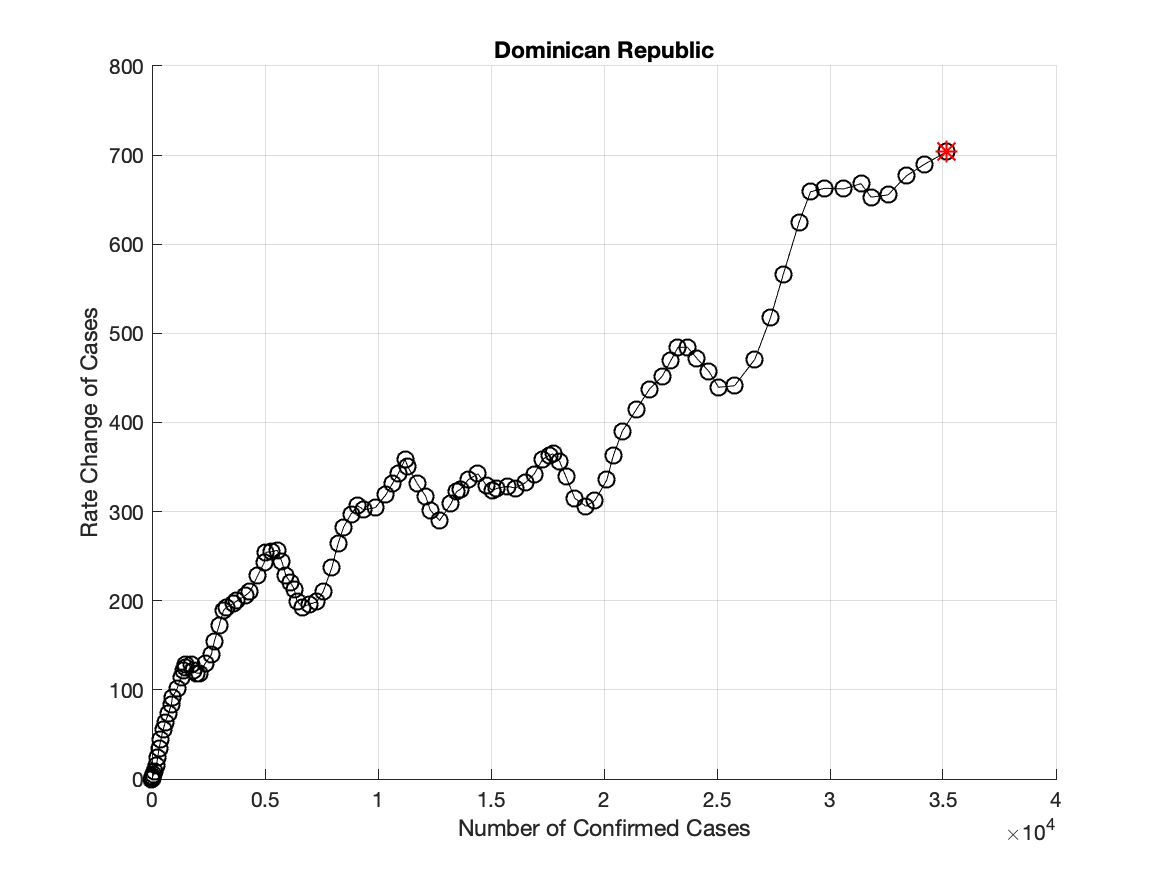 Dominican Republic
800
700
600
500
400
300
200
100
0
Rate Change of Cases
0 0.5 1 1.5 2 2.5 3 3.5 4
Number of Confirmed Cases
×10⁴